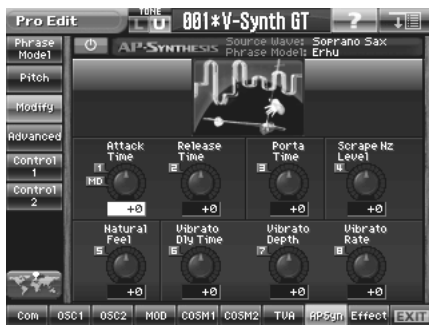 Pro Edit TONE L U 001*V-Synth GT ?
Phrase Model
AP-SYNTHESIS Source Wave: Soprano Sax
Phrase Model: Erhu
Pitch
Modify
Advanced
Control 1
Control 2
Attack Time Release Time Porta Time Scrape Nz Level
1 MD 2 3 4
+0 +0 +0 +0
Natural Feel Vibrato Dly Time Vibrato Depth Vibrato Rate
5 6 7 8
+0 +0 +0 +0
Com OSC1 OSC2 MOD COSM1 COSM2 TVA APSyn Effect EXIT